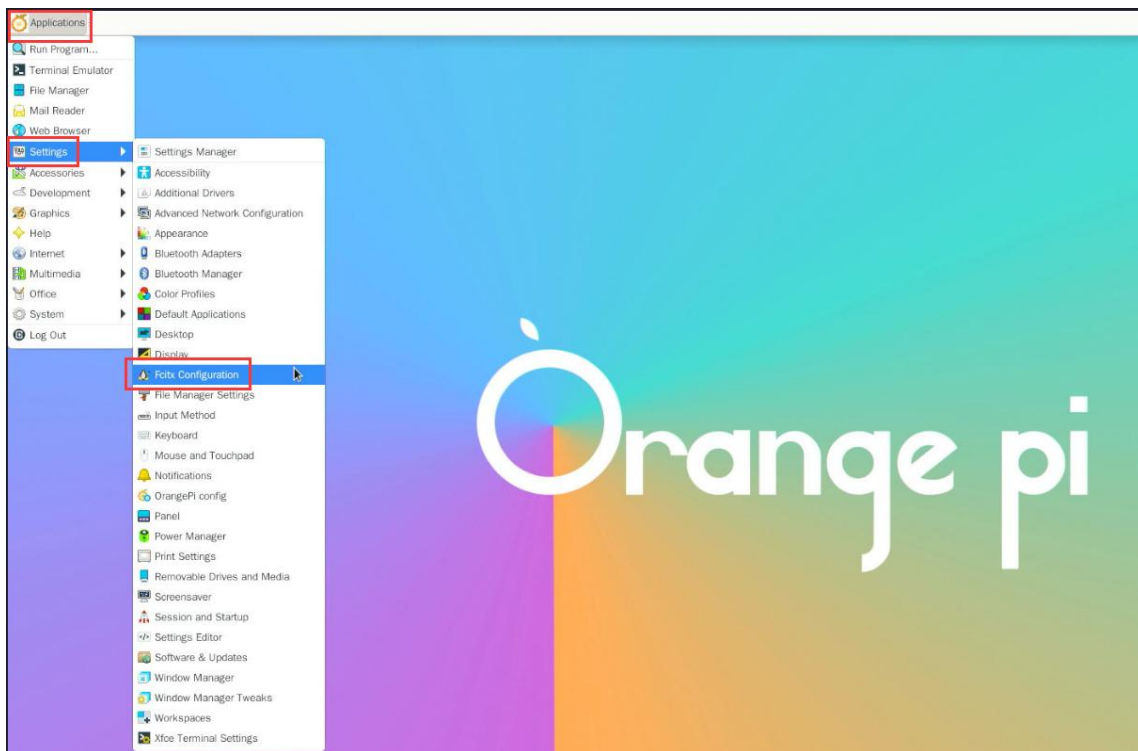 Applications
Run Program...
Terminal Emulator
File Manager
Mail Reader
Web Browser
Settings
Accessories
Development
Graphics
Help
Internet
Multimedia
Office
System
Log Out
Settings Manager
Accessibility
Additional Drivers
Advanced Network Configuration
Appearance
Bluetooth Adapters
Bluetooth Manager
Color Profiles
Default Applications
Desktop
Display
Fcitx Configuration
File Manager Settings
Input Method
Keyboard
Mouse and Touchpad
Notifications
OrangePi config
Panel
Power Manager
Print Settings
Removable Drives and Media
Screensaver
Session and Startup
Settings Editor
Software & Updates
Window Manager
Window Manager Tweaks
Workspaces
Xfce Terminal Settings
Orange pi